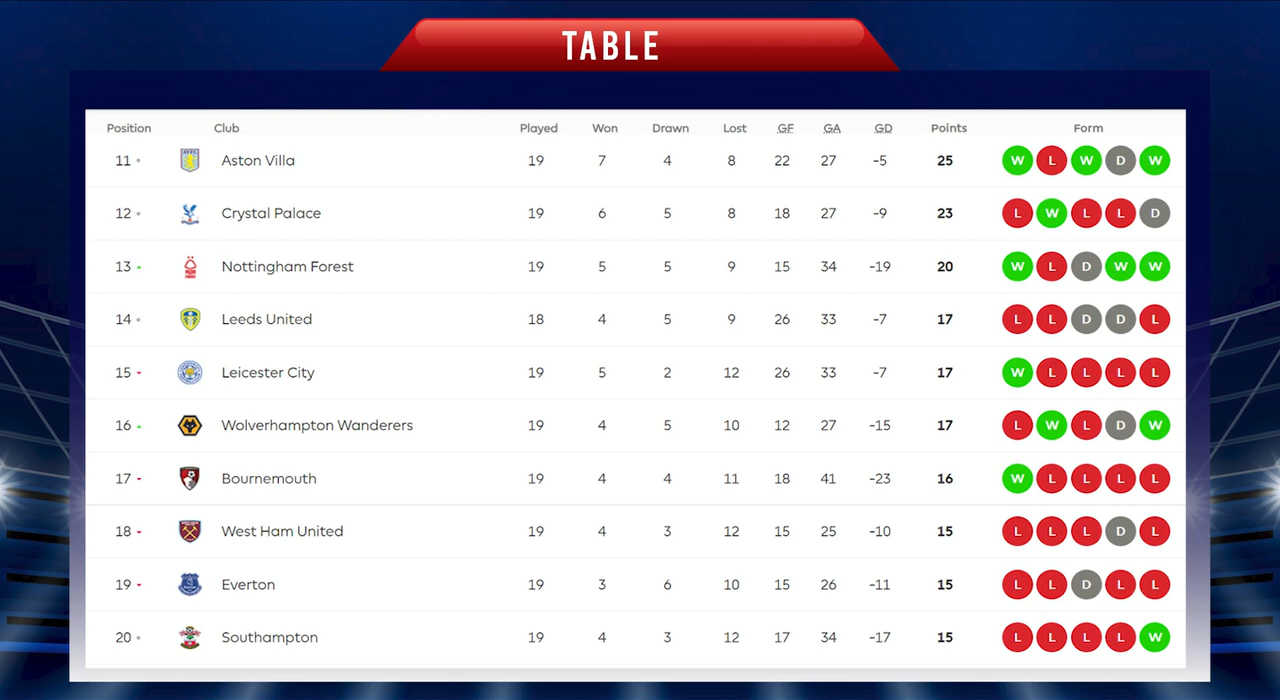 TABLE
Position Club Played Won Drawn Lost GF GA GD Points Form
11 Aston Villa 19 7 4 8 22 27 -5 25 W L W D W
12 Crystal Palace 19 6 5 8 18 27 -9 23 L W L L D
13 Nottingham Forest 19 5 5 9 15 34 -19 20 W L D W W
14 Leeds United 18 4 5 9 26 33 -7 17 L L D D L
15 Leicester City 19 5 2 12 26 33 -7 17 W L L L L
16 Wolverhampton Wanderers 19 4 5 10 12 27 -15 17 L W L D W
17 Bournemouth 19 4 4 11 18 41 -23 16 W L L L L
18 West Ham United 19 4 3 12 15 25 -10 15 L L L D L
19 Everton 19 3 6 10 15 26 -11 15 L L D L L
20 Southampton 19 4 3 12 17 34 -17 15 L L L L W